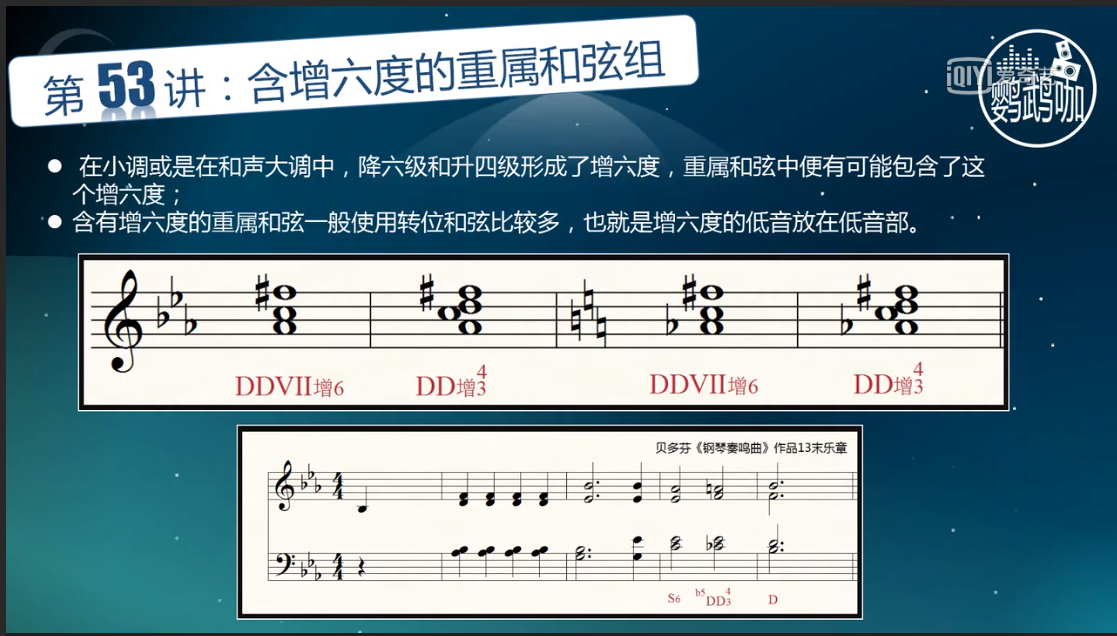 第 53 讲：含增六度的重属和弦组
iQIYI 爱奇艺
鹦鹉咖
● 在小调或是在和声大调中，降六级和升四级形成了增六度，重属和弦中便有可能包含了这
个增六度；
● 含有增六度的重属和弦一般使用转位和弦比较多，也就是增六度的低音放在低音部。
DDVII增6 DD增4/3 DDVII增6 DD增4/3
贝多芬《钢琴奏鸣曲》作品13末乐章
4/4
4/4
S6 b5DD4/3 D